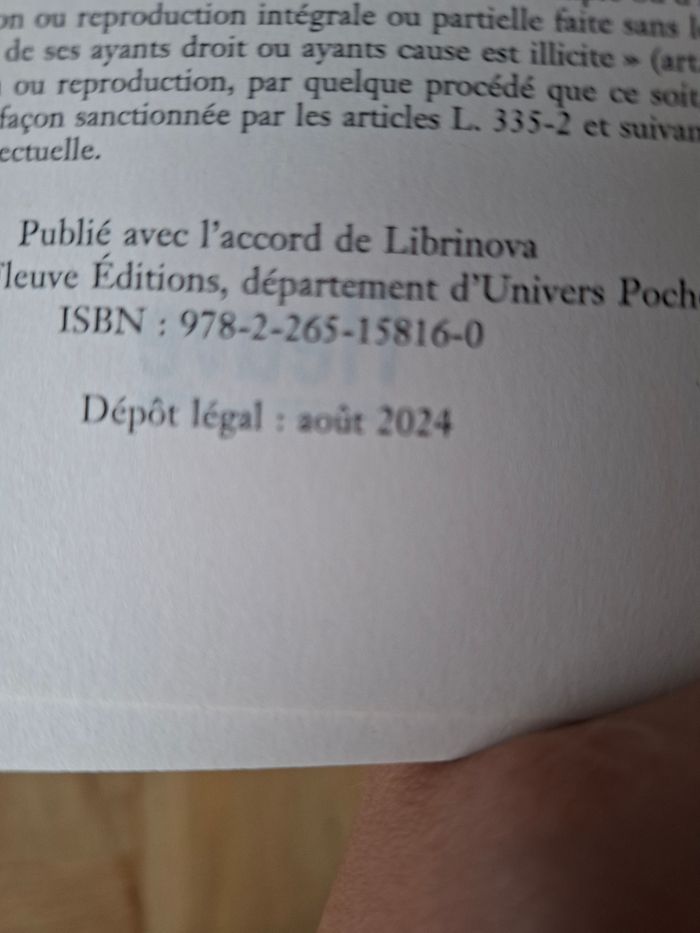 on ou reproduction intégrale ou partielle faite sans l
de ses ayants droit ou ayants cause est illicite » (art.
ou reproduction, par quelque procédé que ce soit
façon sanctionnée par les articles L. 335-2 et suivan
ectuelle.
Publié avec l'accord de Librinova
leuve Éditions, département d'Univers Poch
ISBN : 978-2-265-15816-0
Dépôt légal : août 2024